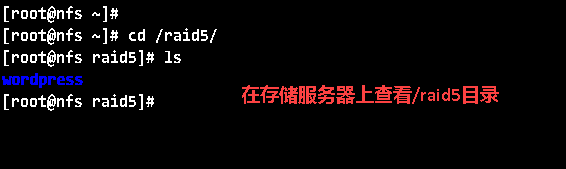 [root@nfs ~]#
[root@nfs ~]# cd /raid5/
[root@nfs raid5]# ls
wordpress
[root@nfs raid5]#
在存储服务器上查看/raid5目录